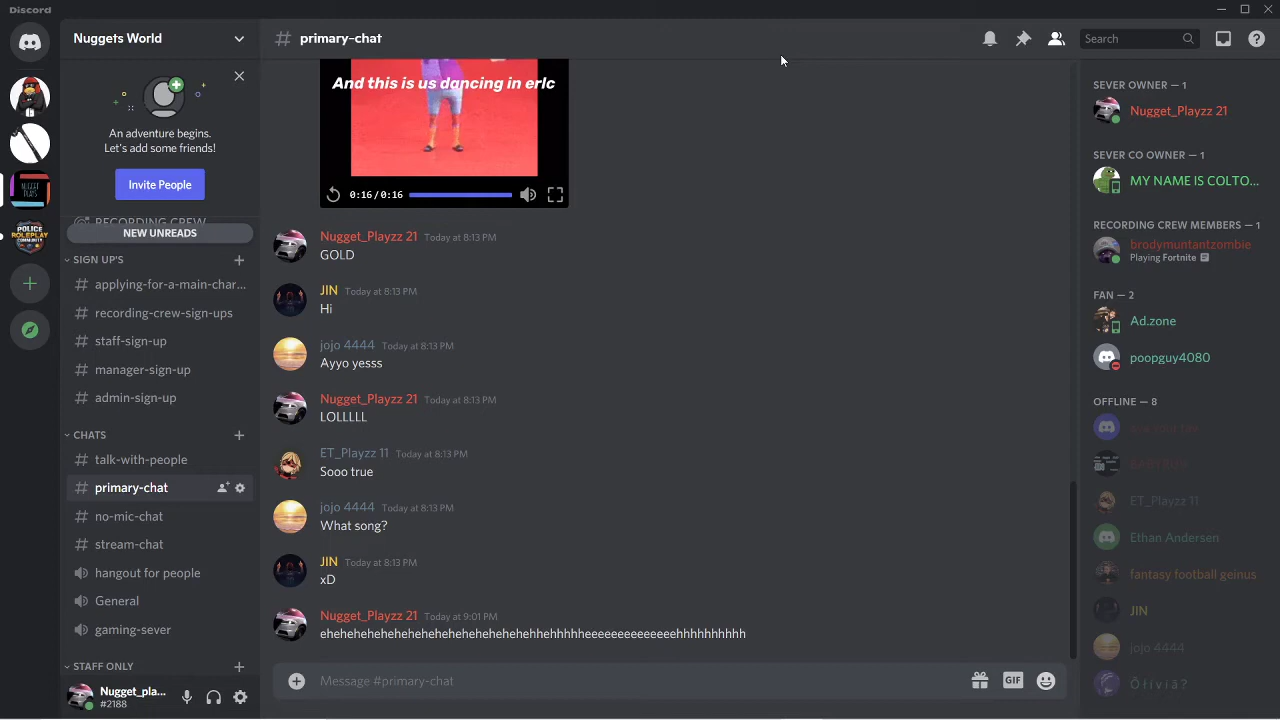 Discord
Nuggets World
primary-chat
Search
An adventure begins.
Let's add some friends!
Invite People
RECORDING CREW
NEW UNREADS
SIGN UP'S
applying-for-a-main-char...
recording-crew-sign-ups
staff-sign-up
manager-sign-up
admin-sign-up
CHATS
talk-with-people
primary-chat
no-mic-chat
stream-chat
hangout for people
General
gaming-sever
STAFF ONLY
Nugget_pla...
#2188
And this is us dancing in erlc
0:16/0:16
Nugget_Playzz 21 Today at 8:13 PM
GOLD
JIN Today at 8:13 PM
Hi
jojo 4444 Today at 8:13 PM
Ayyo yesss
Nugget_Playzz 21 Today at 8:13 PM
LOLLLLL
ET_Playzz 11 Today at 8:13 PM
Sooo true
jojo 4444 Today at 8:13 PM
What song?
JIN Today at 8:13 PM
xD
Nugget_Playzz 21 Today at 9:01 PM
ehehehehehehehehehehehehehehehehhehhhhheeeeeeeeeeeeeehhhhhhhhhh
Message #primary-chat
GIF
SEVER OWNER — 1
Nugget_Playzz 21
SEVER CO OWNER — 1
MY NAME IS COLTO...
RECORDING CREW MEMBERS — 1
brodymuntantzombie
Playing Fortnite
FAN — 2
Ad.zone
poopguy4080
OFFLINE — 8
ET_Playzz 11
Ethan Andersen
fantasy football geinus
JIN
jojo 4444